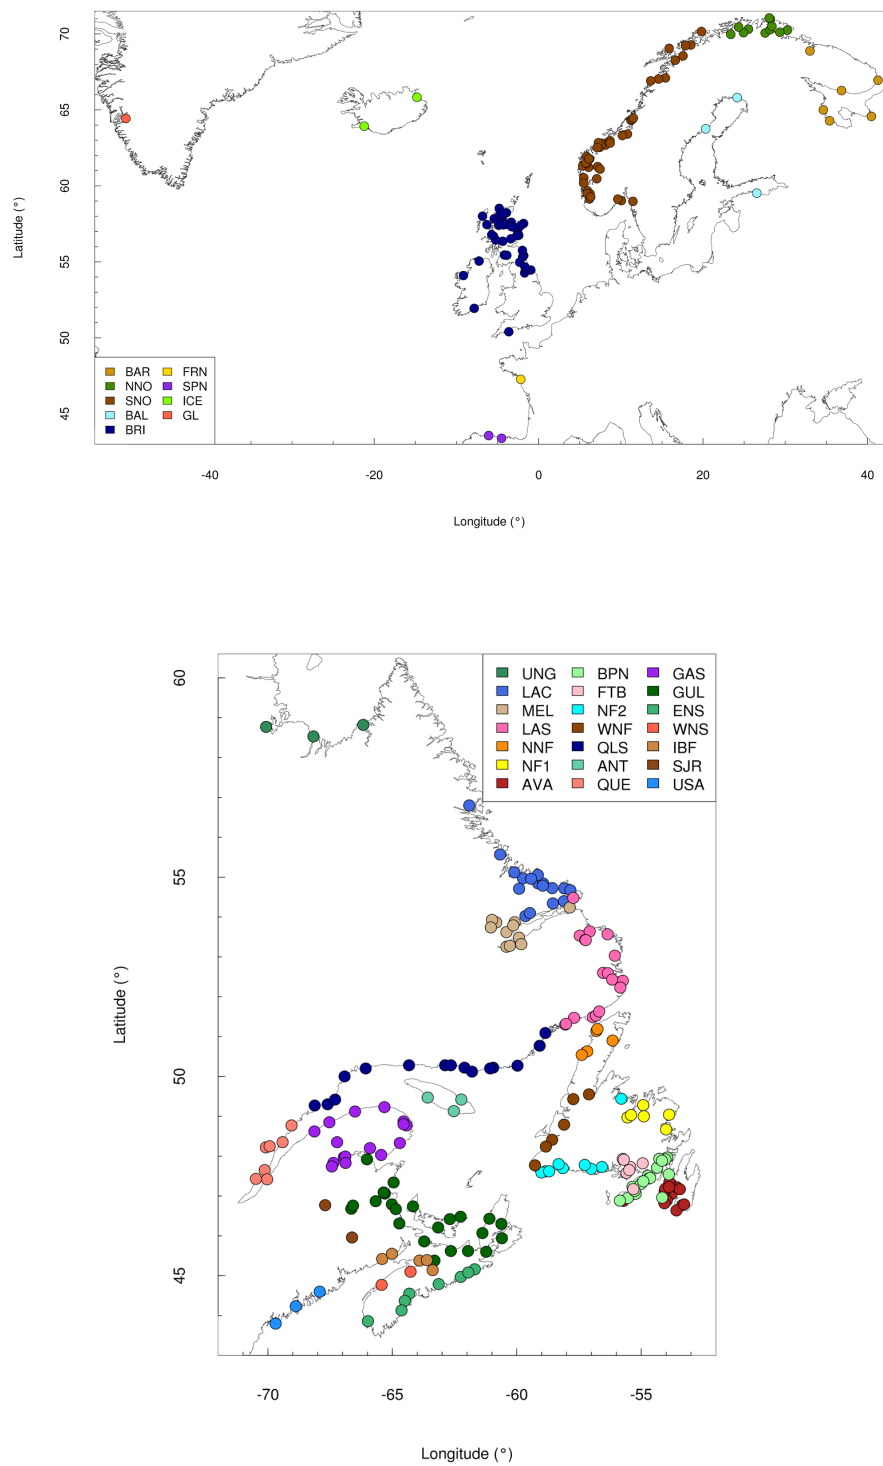 70
65
60
55
50
45
Latitude (°)
BAR FRN
NNO SPN
SNO ICE
BAL GL
BRI
-40 -20 0 20 40
Longitude (°)
UNG BPN GAS
LAC FTB GUL
MEL NF2 ENS
LAS WNF WNS
NNF QLS IBF
NF1 ANT SJR
AVA QUE USA
60
55
50
45
Latitude (°)
-70 -65 -60 -55
Longitude (°)